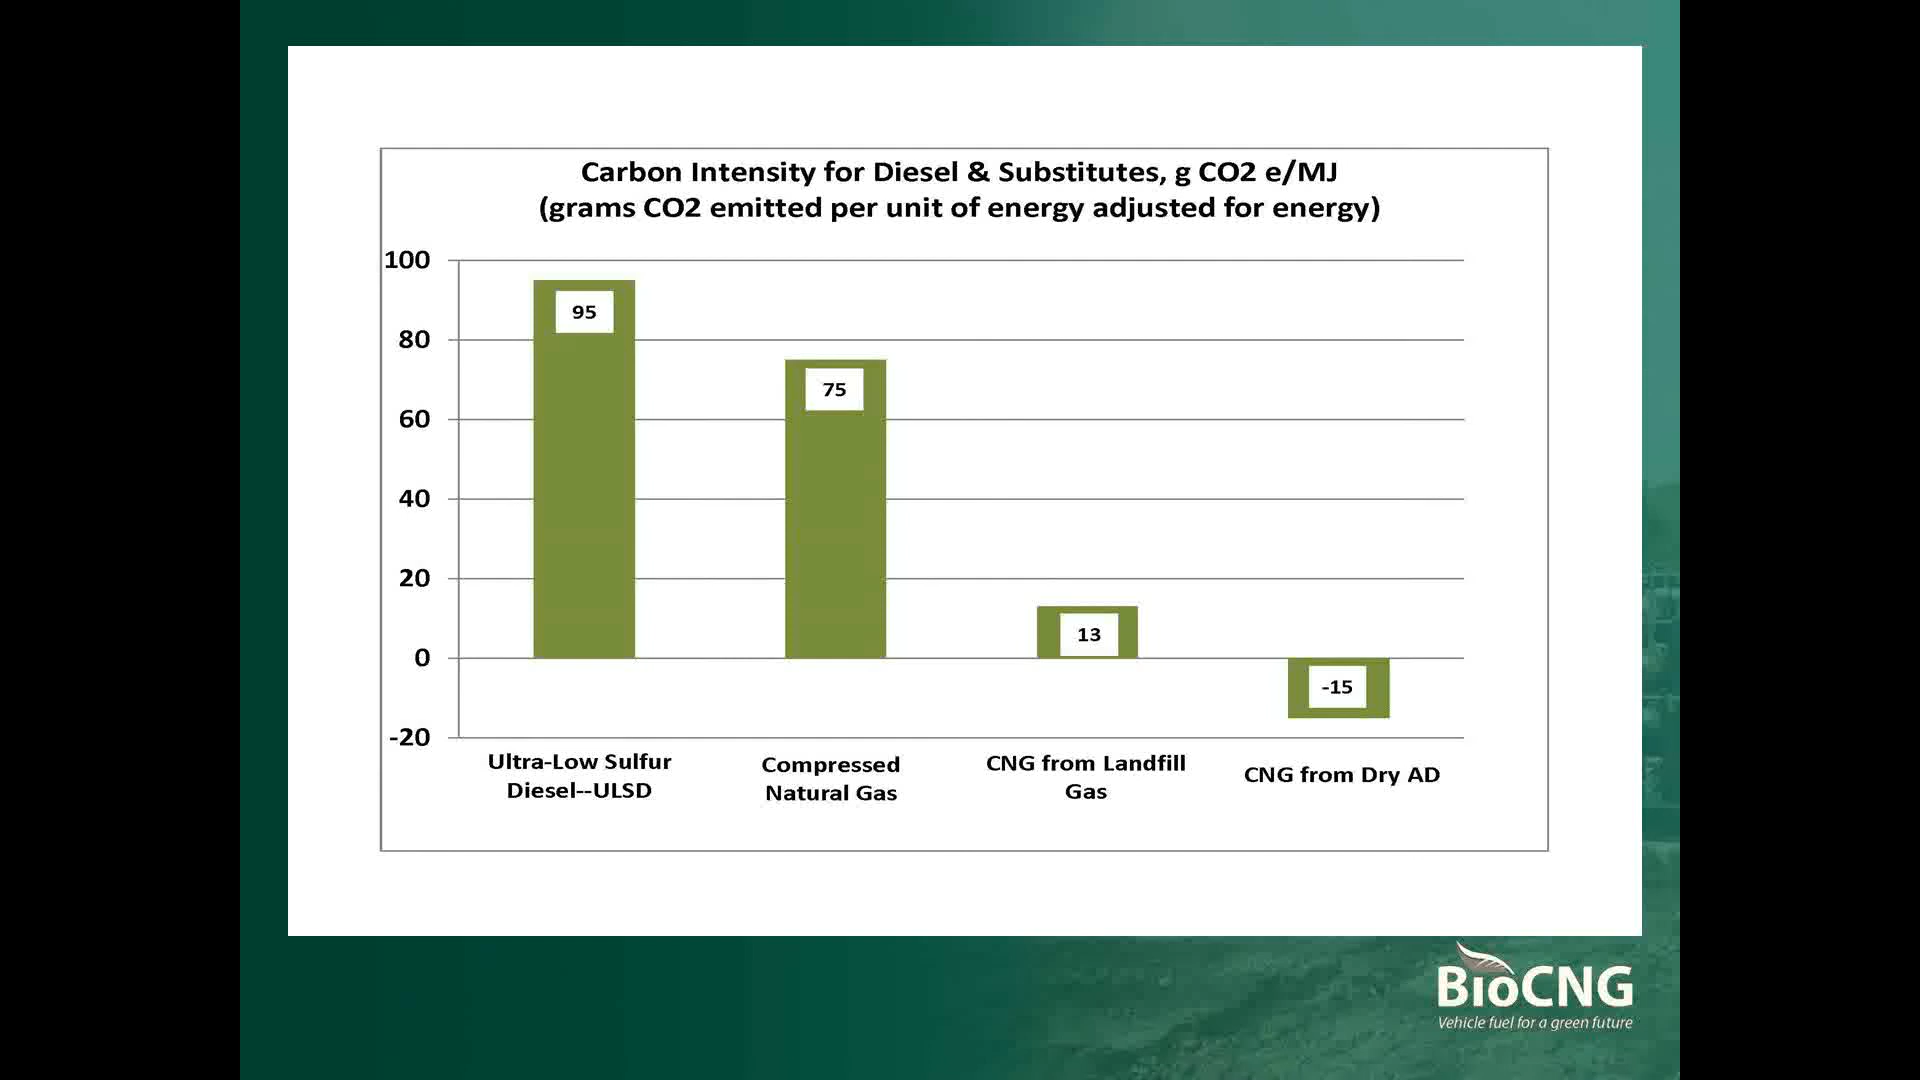 Carbon Intensity for Diesel & Substitutes, g CO2 e/MJ
(grams CO2 emitted per unit of energy adjusted for energy)
100
80
60
40
20
0
-20
95
75
13
-15
Ultra-Low Sulfur
Diesel--ULSD
Compressed
Natural Gas
CNG from Landfill
Gas
CNG from Dry AD
BioCNG
Vehicle fuel for a green future